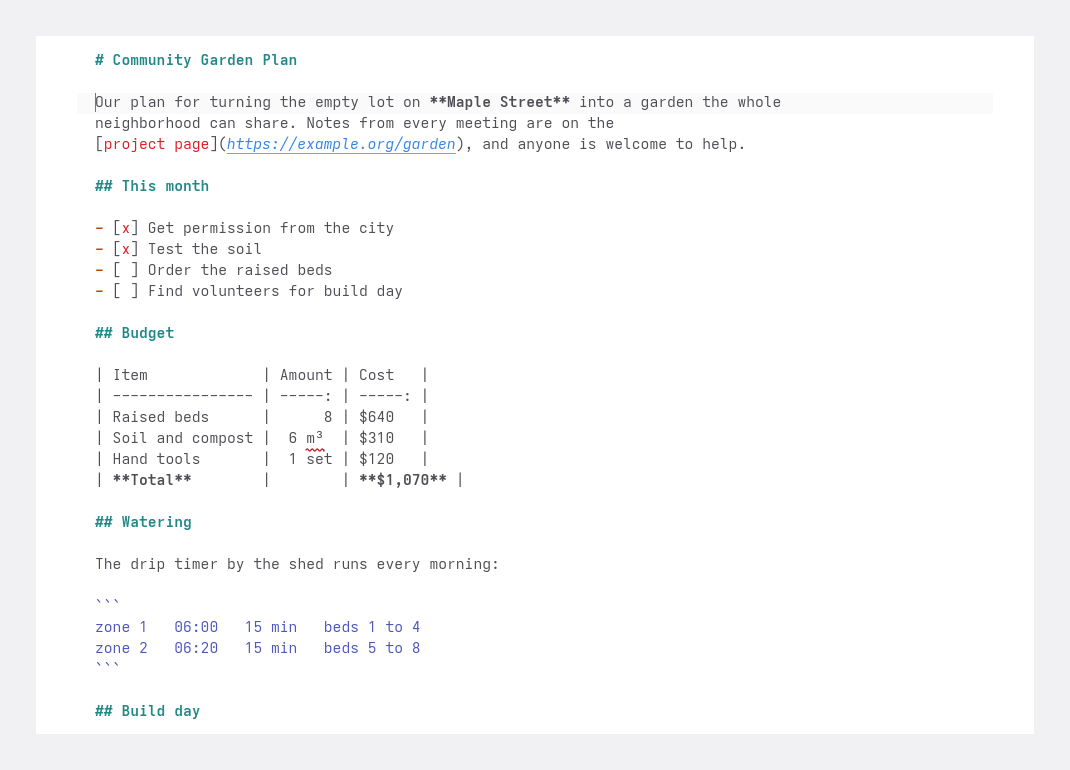 # Community Garden Plan
Our plan for turning the empty lot on **Maple Street** into a garden the whole
neighborhood can share. Notes from every meeting are on the
[project page](https://example.org/garden), and anyone is welcome to help.
## This month
- [x] Get permission from the city
- [x] Test the soil
- [ ] Order the raised beds
- [ ] Find volunteers for build day
## Budget
| Item             | Amount | Cost   |
| ---------------- | -----: | -----: |
| Raised beds      |      8 | $640   |
| Soil and compost |  6 m³  | $310   |
| Hand tools       |  1 set | $120   |
| **Total**        |        | **$1,070** |
## Watering
The drip timer by the shed runs every morning:
```
zone 1   06:00   15 min   beds 1 to 4
zone 2   06:20   15 min   beds 5 to 8
```
## Build day